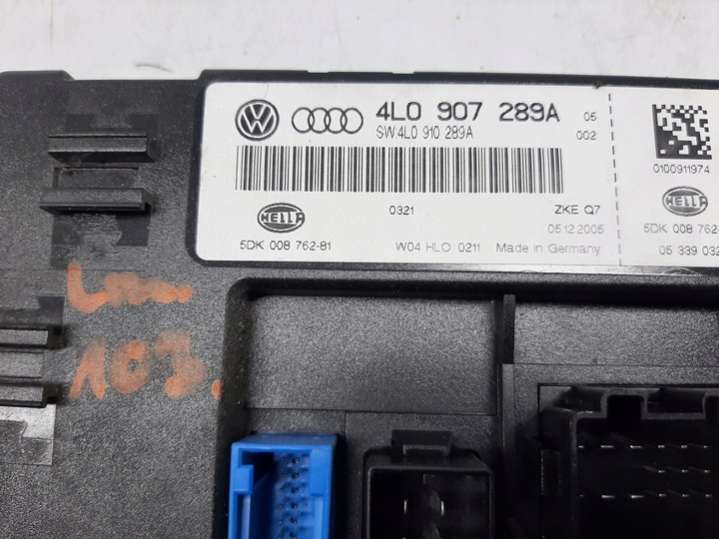 4L0 907 289A 05
SW 4L0 910 289A 002
0100911974
HELLA
0321 ZKE Q7
05.12.2005
5DK 008 762-81
W04 HLO 0211 Made in Germany
HELLA
5DK 008 762-
05 339 032
103.